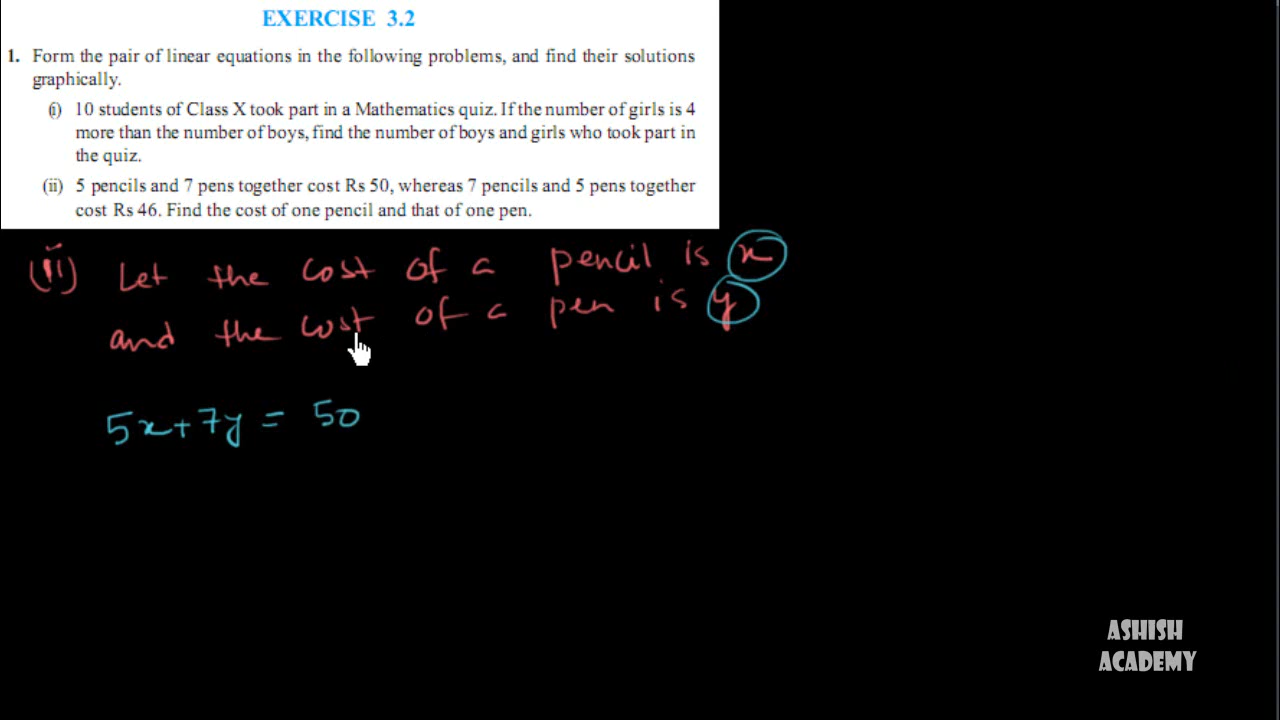 EXERCISE 3.2
1. Form the pair of linear equations in the following problems, and find their solutions
graphically.
(i) 10 students of Class X took part in a Mathematics quiz. If the number of girls is 4
more than the number of boys, find the number of boys and girls who took part in
the quiz.
(ii) 5 pencils and 7 pens together cost Rs 50, whereas 7 pencils and 5 pens together
cost Rs 46. Find the cost of one pencil and that of one pen.
(ii) Let the cost of a pencil is x
and the cost of a pen is y
5x+7y = 50
ASHISH
ACADEMY